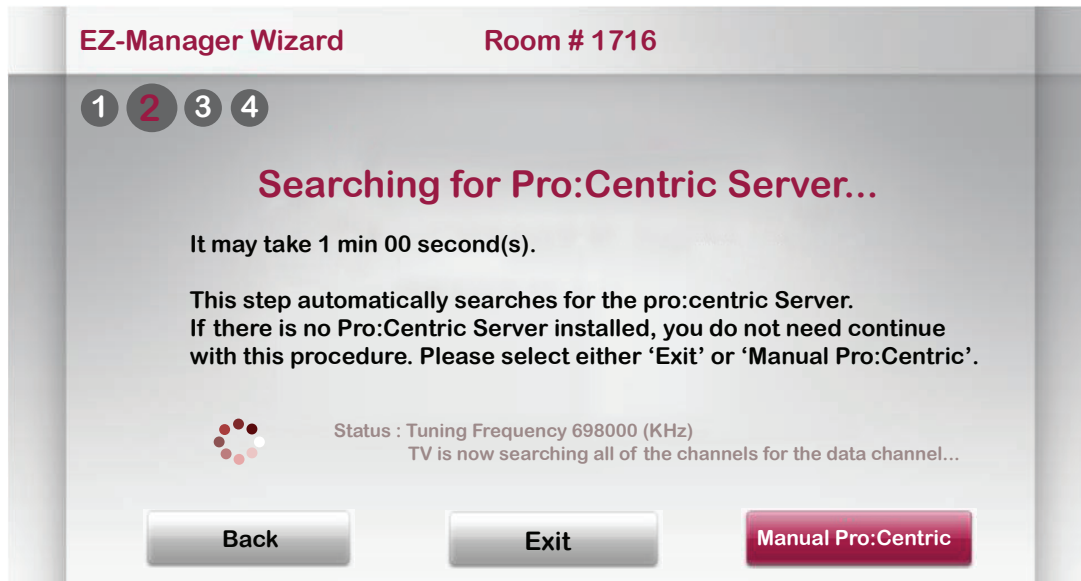 EZ-Manager Wizard Room # 1716
1 2 3 4
Searching for Pro:Centric Server...
It may take 1 min 00 second(s).
This step automatically searches for the pro:centric Server.
If there is no Pro:Centric Server installed, you do not need continue
with this procedure. Please select either ‘Exit’ or ‘Manual Pro:Centric’.
Status : Tuning Frequency 698000 (KHz)
TV is now searching all of the channels for the data channel...
Back Exit Manual Pro:Centric